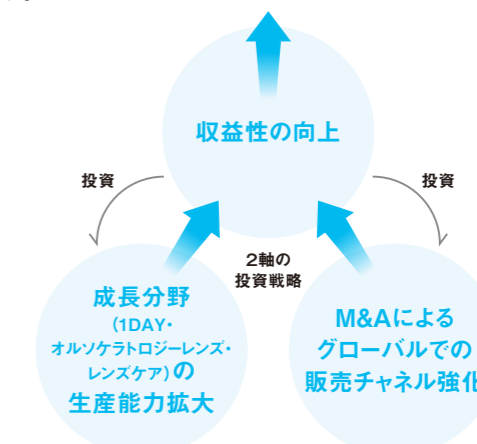 収益性の向上
投資
投資
2軸の
投資戦略
成長分野
(1DAY・
オルソケラトロジーレンズ・
レンズケア)の
生産能力拡大
M&Aによる
グローバルでの
販売チャネル強化